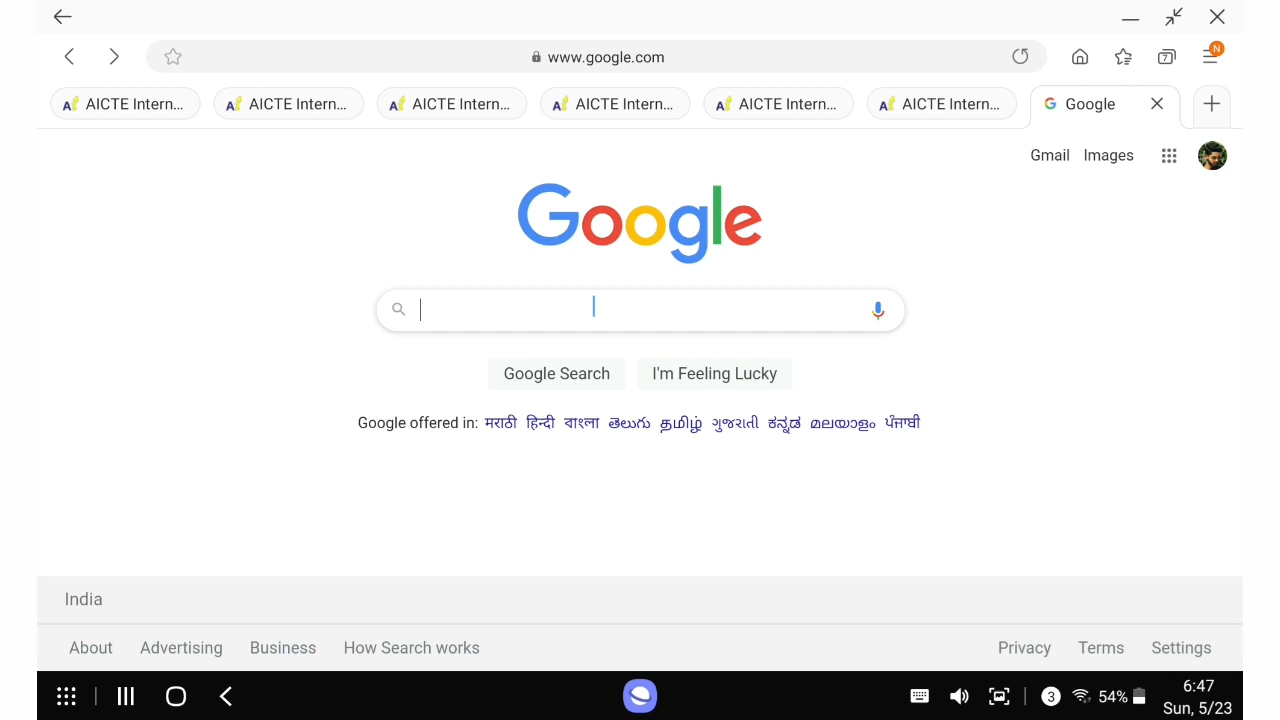 www.google.com
7
N
AICTE Intern...
AICTE Intern...
AICTE Intern...
AICTE Intern...
AICTE Intern...
AICTE Intern...
Google
Gmail Images
Google
Google Search I'm Feeling Lucky
Google offered in: मराठी हिन्दी বাংলা తెలుగు தமிழ் ગુજરાતી ಕನ್ನಡ മലയാളം ਪੰਜਾਬੀ
India
About Advertising Business How Search works Privacy Terms Settings
3 54% 6:47
Sun, 5/23